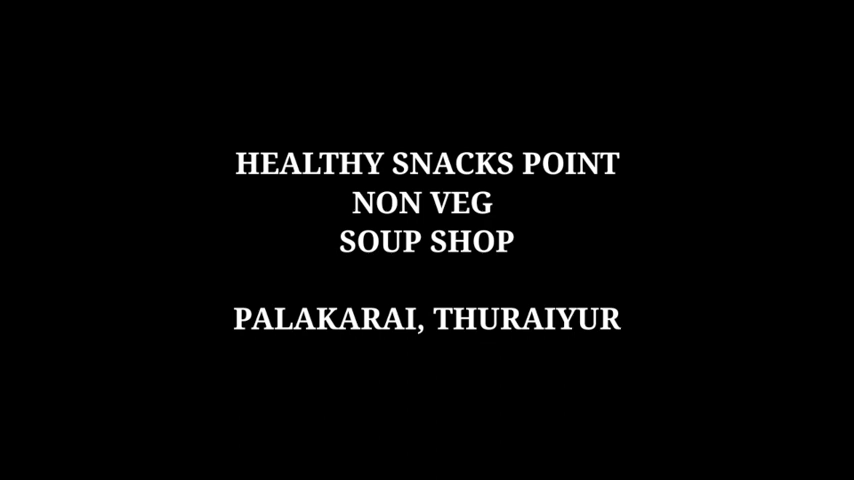 HEALTHY SNACKS POINT
NON VEG
SOUP SHOP
PALAKARAI, THURAIYUR